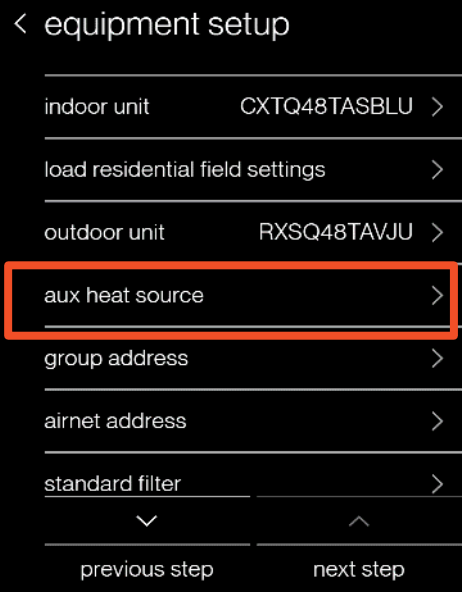 equipment setup
indoor unit CXTQ48TASBLU
load residential field settings
outdoor unit RXSQ48TAVJU
aux heat source
group address
airnet address
standard filter
previous step next step